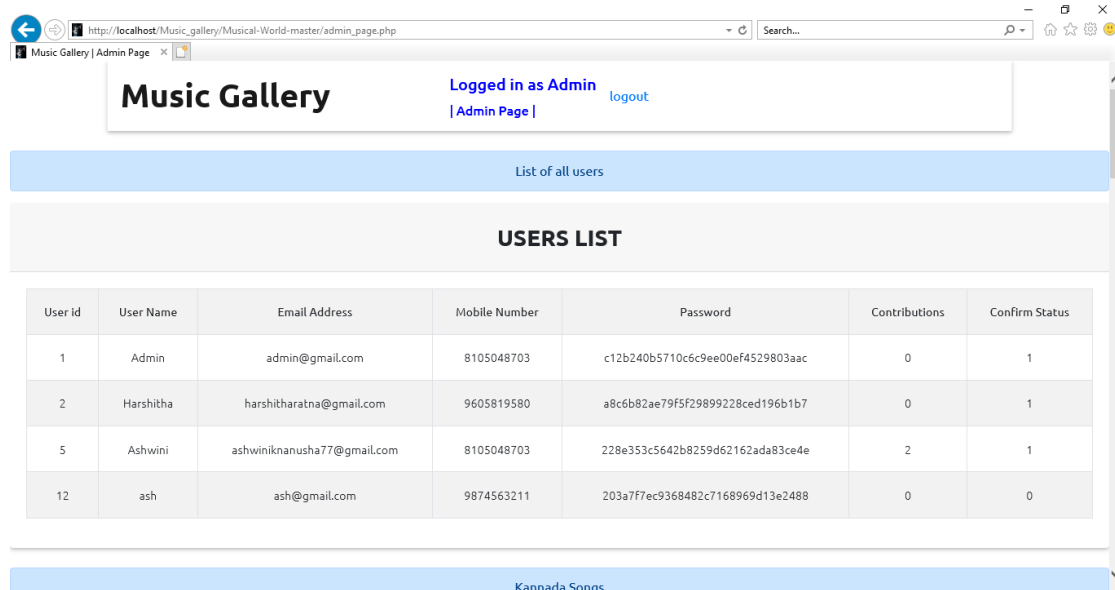 http://localhost/Music_gallery/Musical-World-master/admin_page.php
Search...
Music Gallery | Admin Page
Music Gallery
Logged in as Admin
logout
| Admin Page |
List of all users
USERS LIST
User id User Name Email Address Mobile Number Password Contributions Confirm Status
1 Admin admin@gmail.com 8105048703 c12b240b5710c6c9ee00ef4529803aac 0 1
2 Harshitha harshitharatna@gmail.com 9605819580 a8c6b82ae79f5f29899228ced196b1b7 0 1
5 Ashwini ashwiniknanusha77@gmail.com 8105048703 228e353c5642b8259d62162ada83ce4e 2 1
12 ash ash@gmail.com 9874563211 203a7f7ec9368482c7168969d13e2488 0 0
Kannada Songs